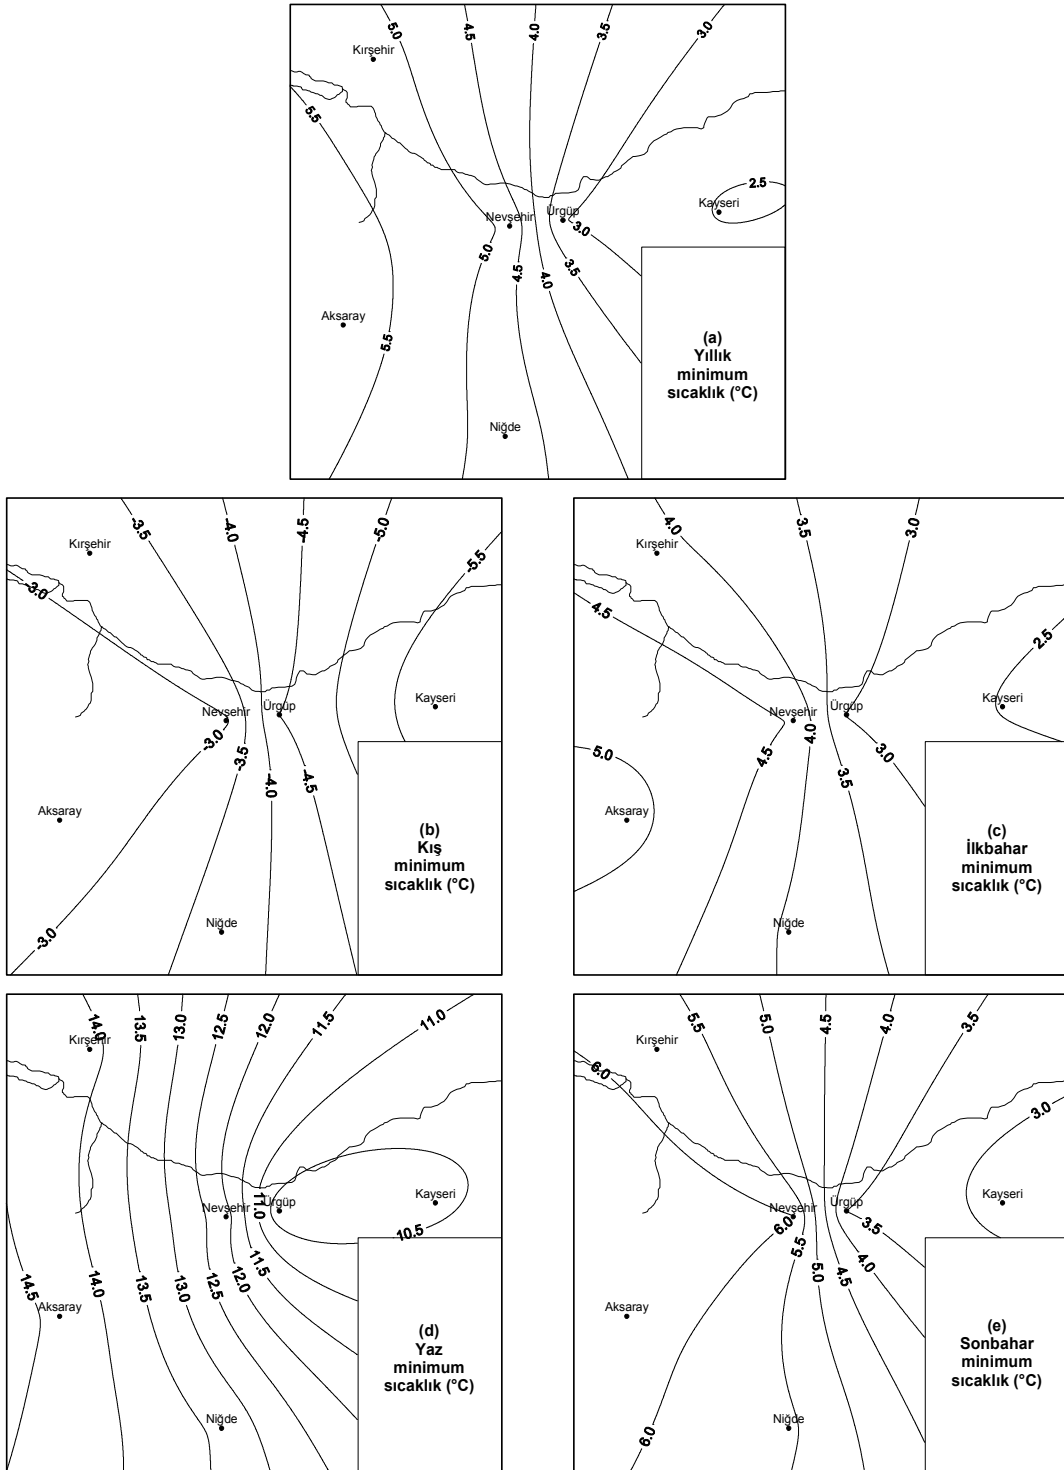 5.0
4.5
4.0
3.5
3.0
Kırşehir
5.5
2.5
Kayseri
Ürgüp
Nevşehir
3.0
5.0
4.5
3.5
4.0
Aksaray
5.5
(a)
Yıllık
minimum
sıcaklık (°C)
Niğde
-3.5
-4.0
-4.5
-5.0
Kırşehir
-5.5
-3.0
Kayseri
Nevşehir
Ürgüp
-3.0
-3.5
-4.0
-4.5
Aksaray
(b)
Kış
minimum
sıcaklık (°C)
Niğde
-3.0
4.0
3.5
3.0
Kırşehir
4.5
2.5
Kayseri
Nevşehir
Ürgüp
4.0
5.0
4.5
3.0
3.5
Aksaray
(c)
İlkbahar
minimum
sıcaklık (°C)
Niğde
14.0
13.5
13.0
12.5
12.0
11.5
11.0
Kırşehir
Kayseri
Nevşehir
Ürgüp
11.0
10.5
11.5
14.5
14.0
13.5
13.0
12.5
12.0
Aksaray
(d)
Yaz
minimum
sıcaklık (°C)
Niğde
5.5
5.0
4.5
4.0
3.5
Kırşehir
6.0
3.0
Kayseri
Nevşehir
Ürgüp
6.0
3.5
5.5
4.0
5.0
4.5
Aksaray
(e)
Sonbahar
minimum
sıcaklık (°C)
Niğde
6.0